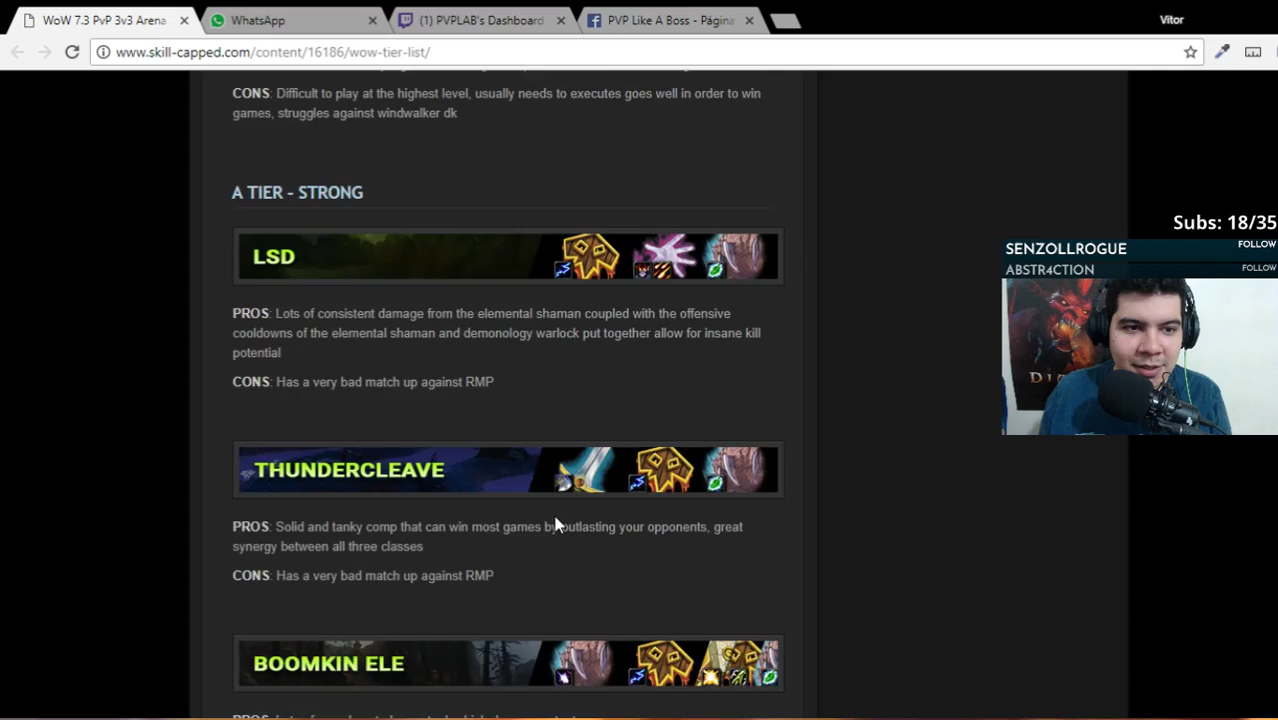 WoW 7.3 PvP 3v3 Arena
WhatsApp
(1) PVPLAB's Dashboard
PVP Like A Boss - Página
Vitor
www.skill-capped.com/content/16186/wow-tier-list/
CONS: Difficult to play at the highest level, usually needs to executes goes well in order to win
games, struggles against windwalker dk
A TIER - STRONG
LSD
PROS: Lots of consistent damage from the elemental shaman coupled with the offensive
cooldowns of the elemental shaman and demonology warlock put together allow for insane kill
potential
CONS: Has a very bad match up against RMP
THUNDERCLEAVE
PROS: Solid and tanky comp that can win most games by outlasting your opponents, great
synergy between all three classes
CONS: Has a very bad match up against RMP
BOOMKIN ELE
Subs: 18/35
SENZOLLROGUE FOLLOW
ABSTR4CTION FOLLOW